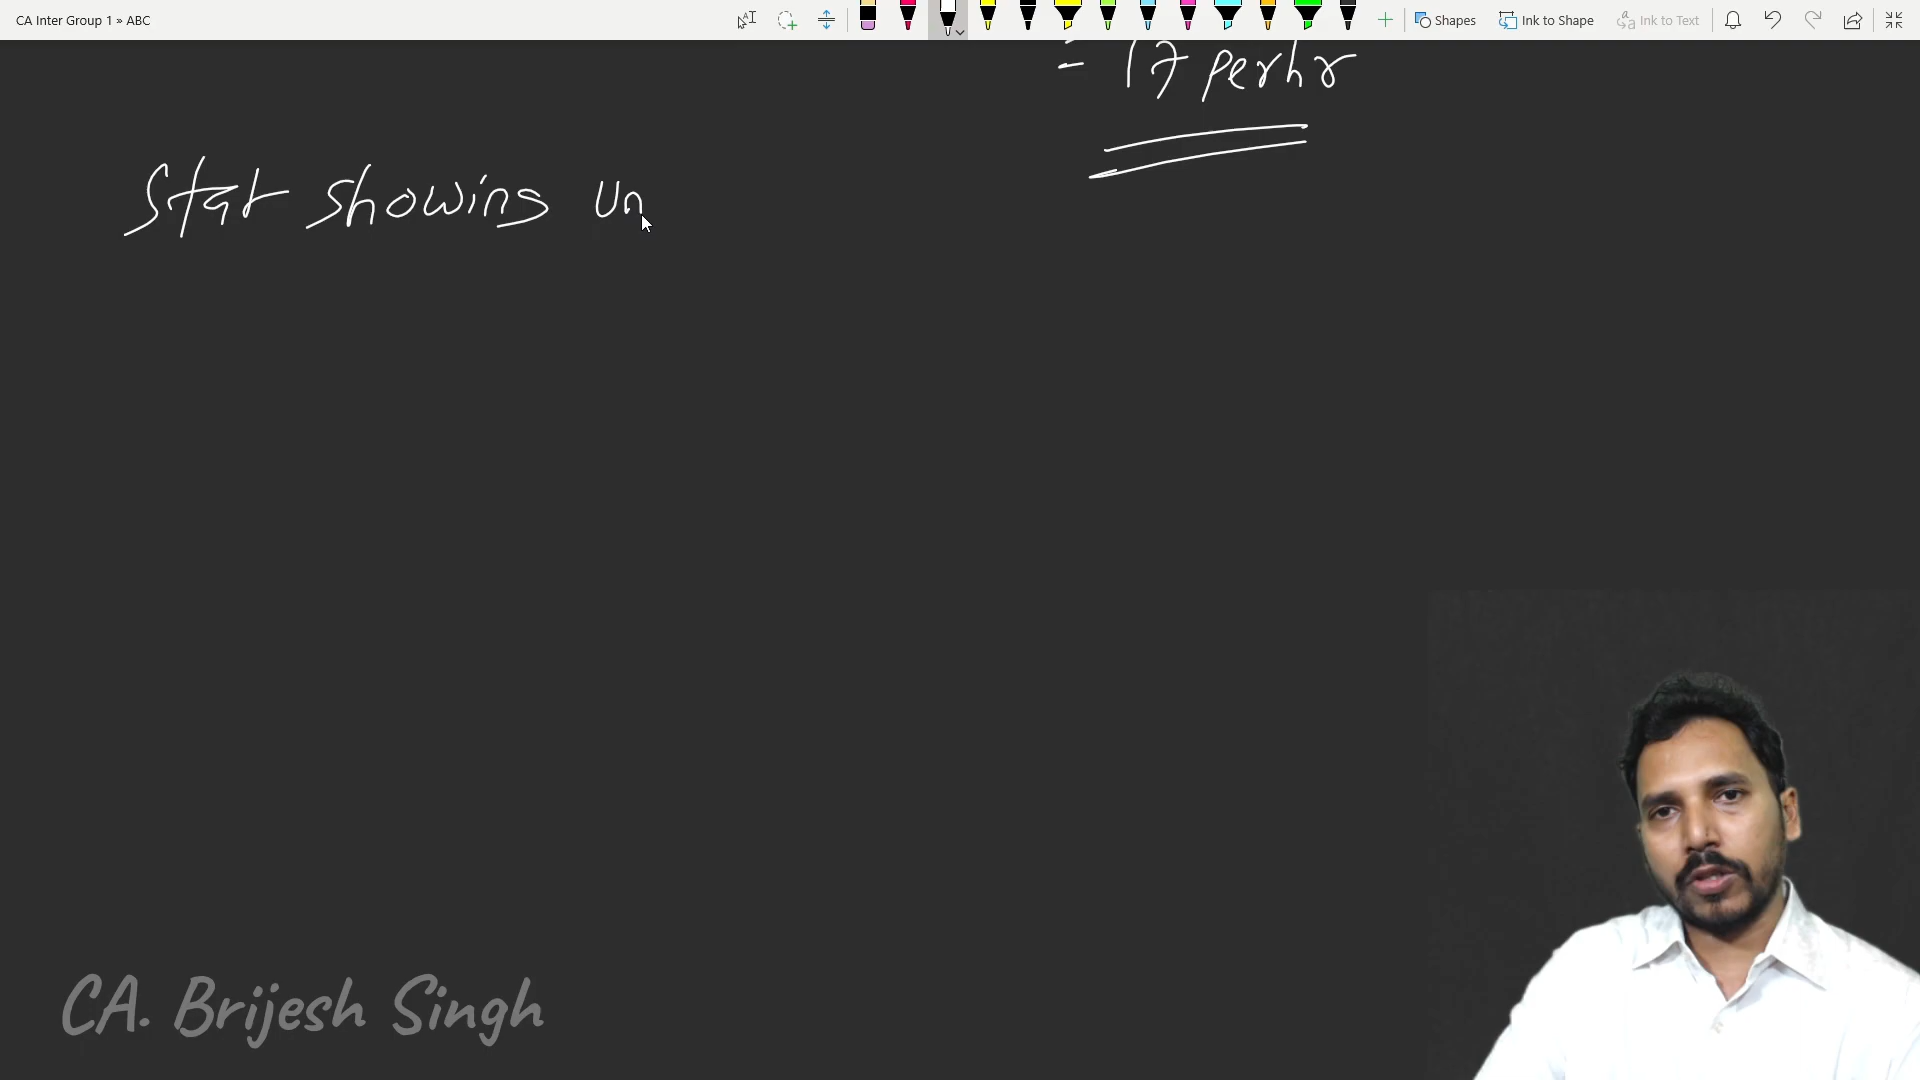 CA Inter Group 1 » ABC
Shapes
Ink to Shape
Ink to Text
= 17 per hr
Stat showing Un
CA. Brijesh Singh